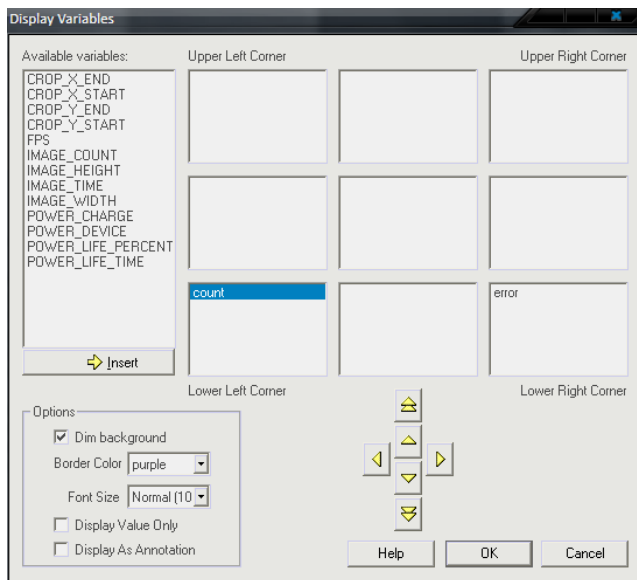 Display Variables
Available variables:
Upper Left Corner
Upper Right Corner
CROP_X_END
CROP_X_START
CROP_Y_END
CROP_Y_START
FPS
IMAGE_COUNT
IMAGE_HEIGHT
IMAGE_TIME
IMAGE_WIDTH
POWER_CHARGE
POWER_DEVICE
POWER_LIFE_PERCENT
POWER_LIFE_TIME
count
error
Insert
Lower Left Corner
Lower Right Corner
Options
Dim background
Border Color purple
Font Size Normal (10
Display Value Only
Display As Annotation
Help
OK
Cancel